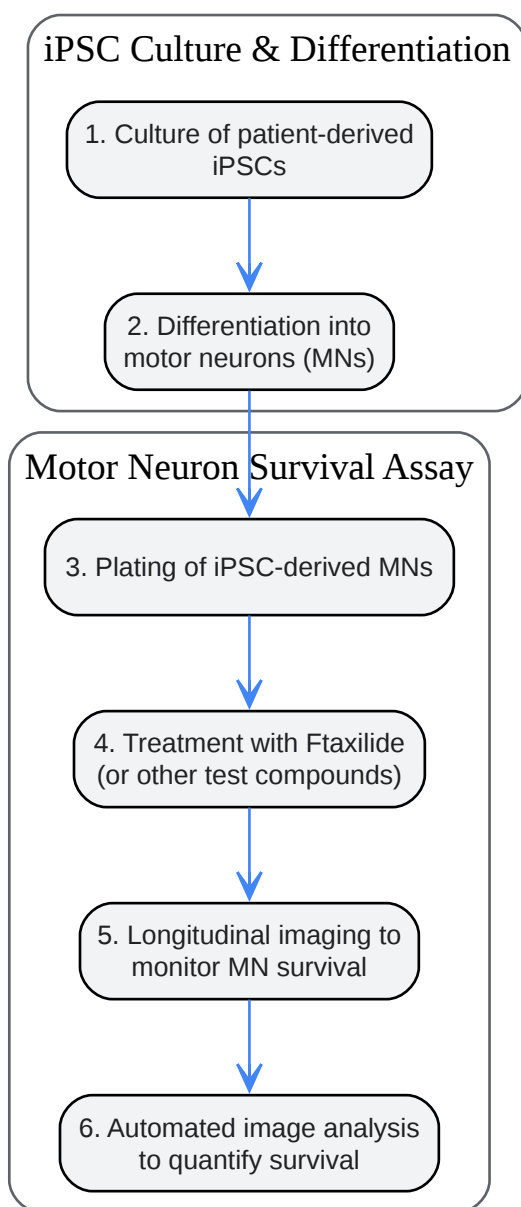 iPSC Culture & Differentiation
1. Culture of patient-derived
iPSCs
2. Differentiation into
motor neurons (MNs)
Motor Neuron Survival Assay
3. Plating of iPSC-derived MNs
4. Treatment with Ftaxilide
(or other test compounds)
5. Longitudinal imaging to
monitor MN survival
6. Automated image analysis
to quantify survival